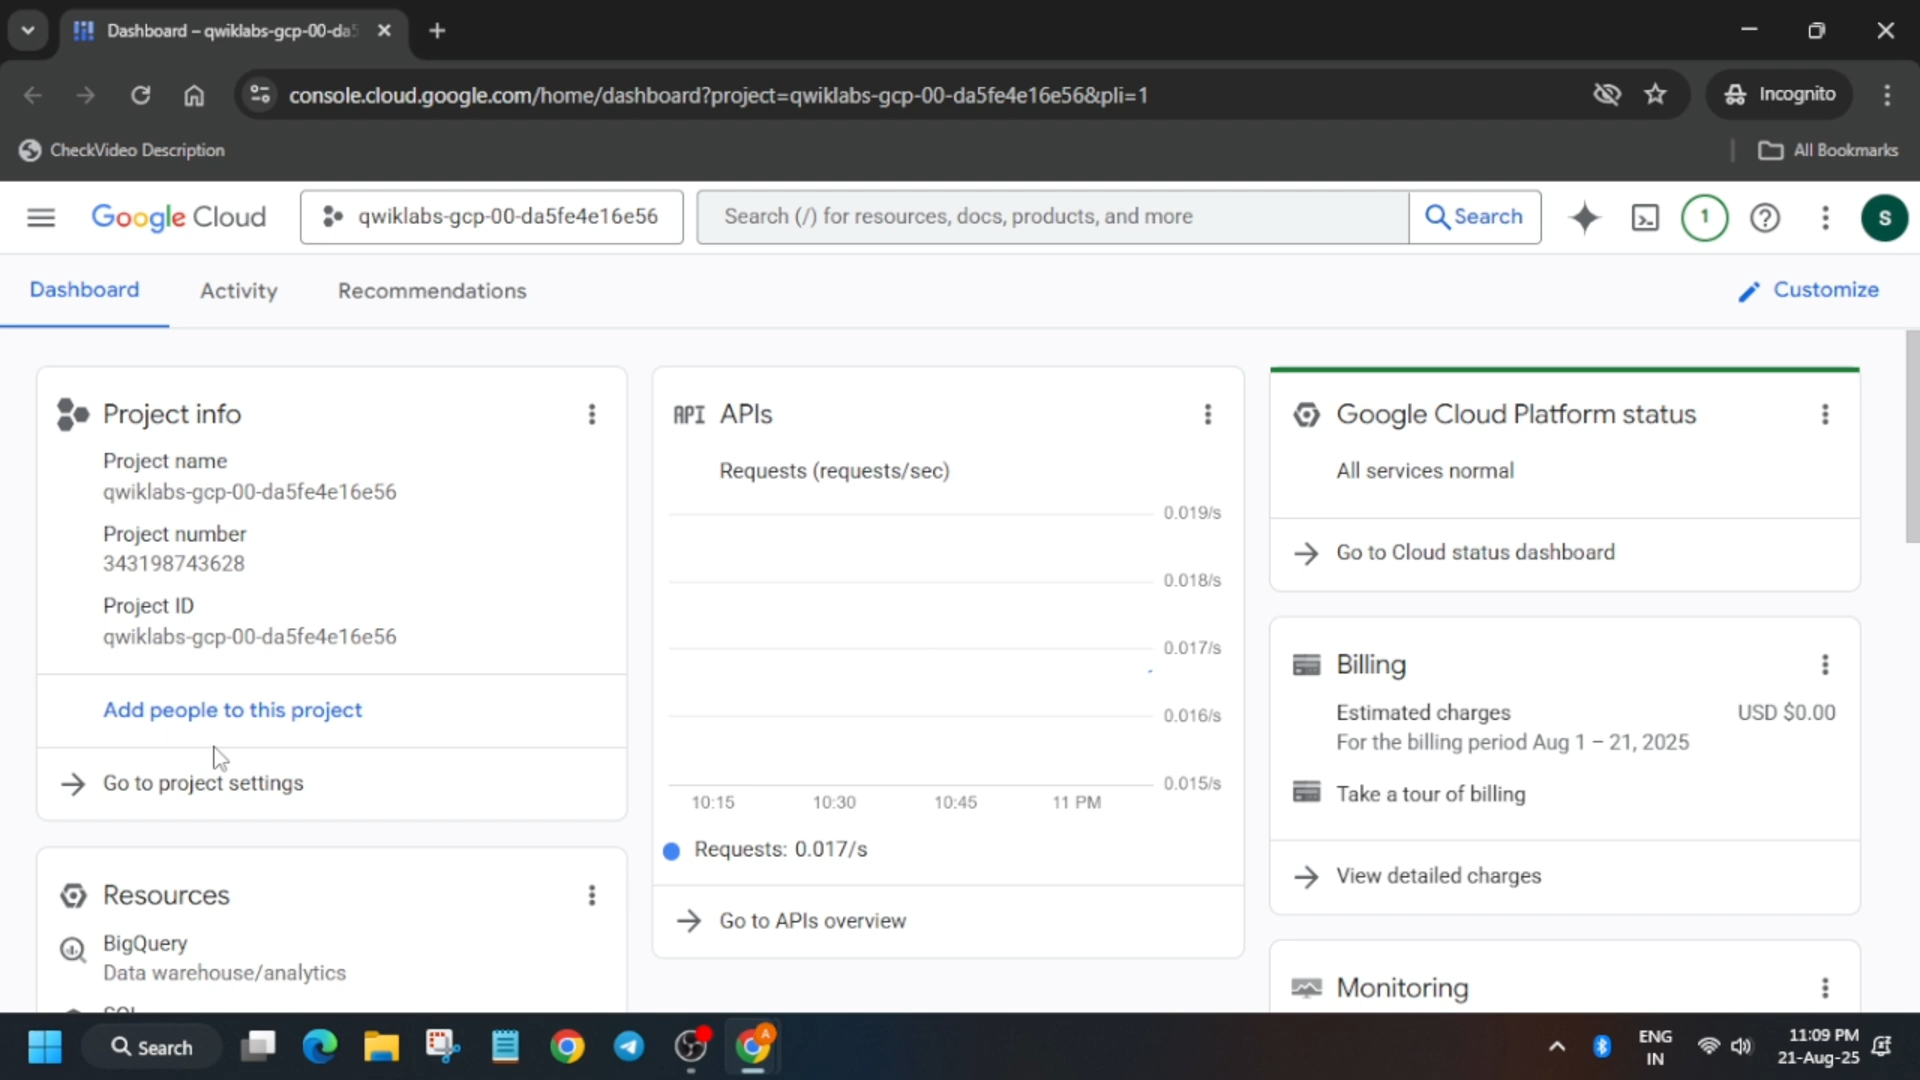 Dashboard – qwiklabs-gcp-00-da5
console.cloud.google.com/home/dashboard?project=qwiklabs-gcp-00-da5fe4e16e56&pli=1
Incognito
CheckVideo Description
All Bookmarks
Google Cloud
qwiklabs-gcp-00-da5fe4e16e56
Search (/) for resources, docs, products, and more
Search
1
S
Dashboard
Activity
Recommendations
Customize
Project info
Project name
qwiklabs-gcp-00-da5fe4e16e56
Project number
343198743628
Project ID
qwiklabs-gcp-00-da5fe4e16e56
Add people to this project
Go to project settings
Resources
BigQuery
Data warehouse/analytics
SQL
API APIs
Requests (requests/sec)
0.019/s
0.018/s
0.017/s
0.016/s
0.015/s
10:15 10:30 10:45 11 PM
Requests: 0.017/s
Go to APIs overview
Google Cloud Platform status
All services normal
Go to Cloud status dashboard
Billing
Estimated charges USD $0.00
For the billing period Aug 1 – 21, 2025
Take a tour of billing
View detailed charges
Monitoring
Search
A
ENG
IN
11:09 PM
21-Aug-25